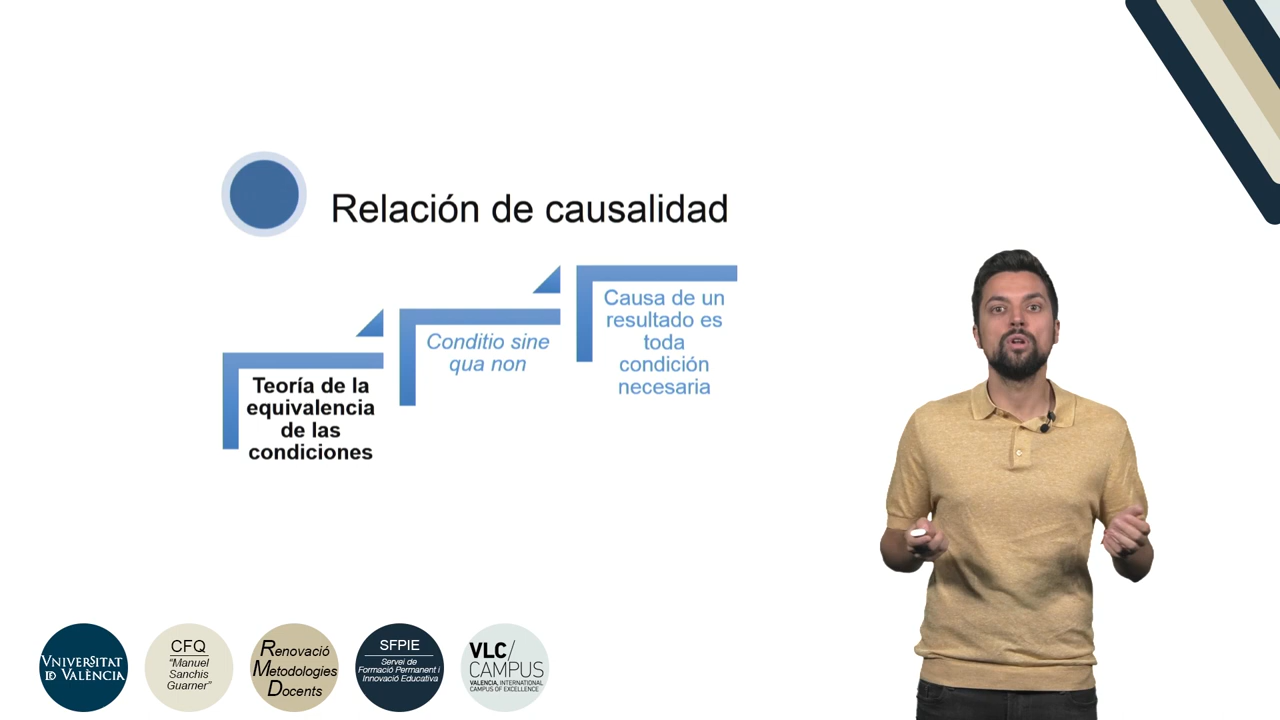 Relación de causalidad
Teoría de la
equivalencia
de las
condiciones
Conditio sine
qua non
Causa de un
resultado es
toda
condición
necesaria
VNIVERSITAT
ID VALÈNCIA
CFQ
"Manuel
Sanchis
Guarner"
Renovació
Metodologies
Docents
SFPIE
Servei de
Formació Permanent i
Innovació Educativa
VLC/
CAMPUS
VALENCIA, INTERNATIONAL
CAMPUS OF EXCELLENCE